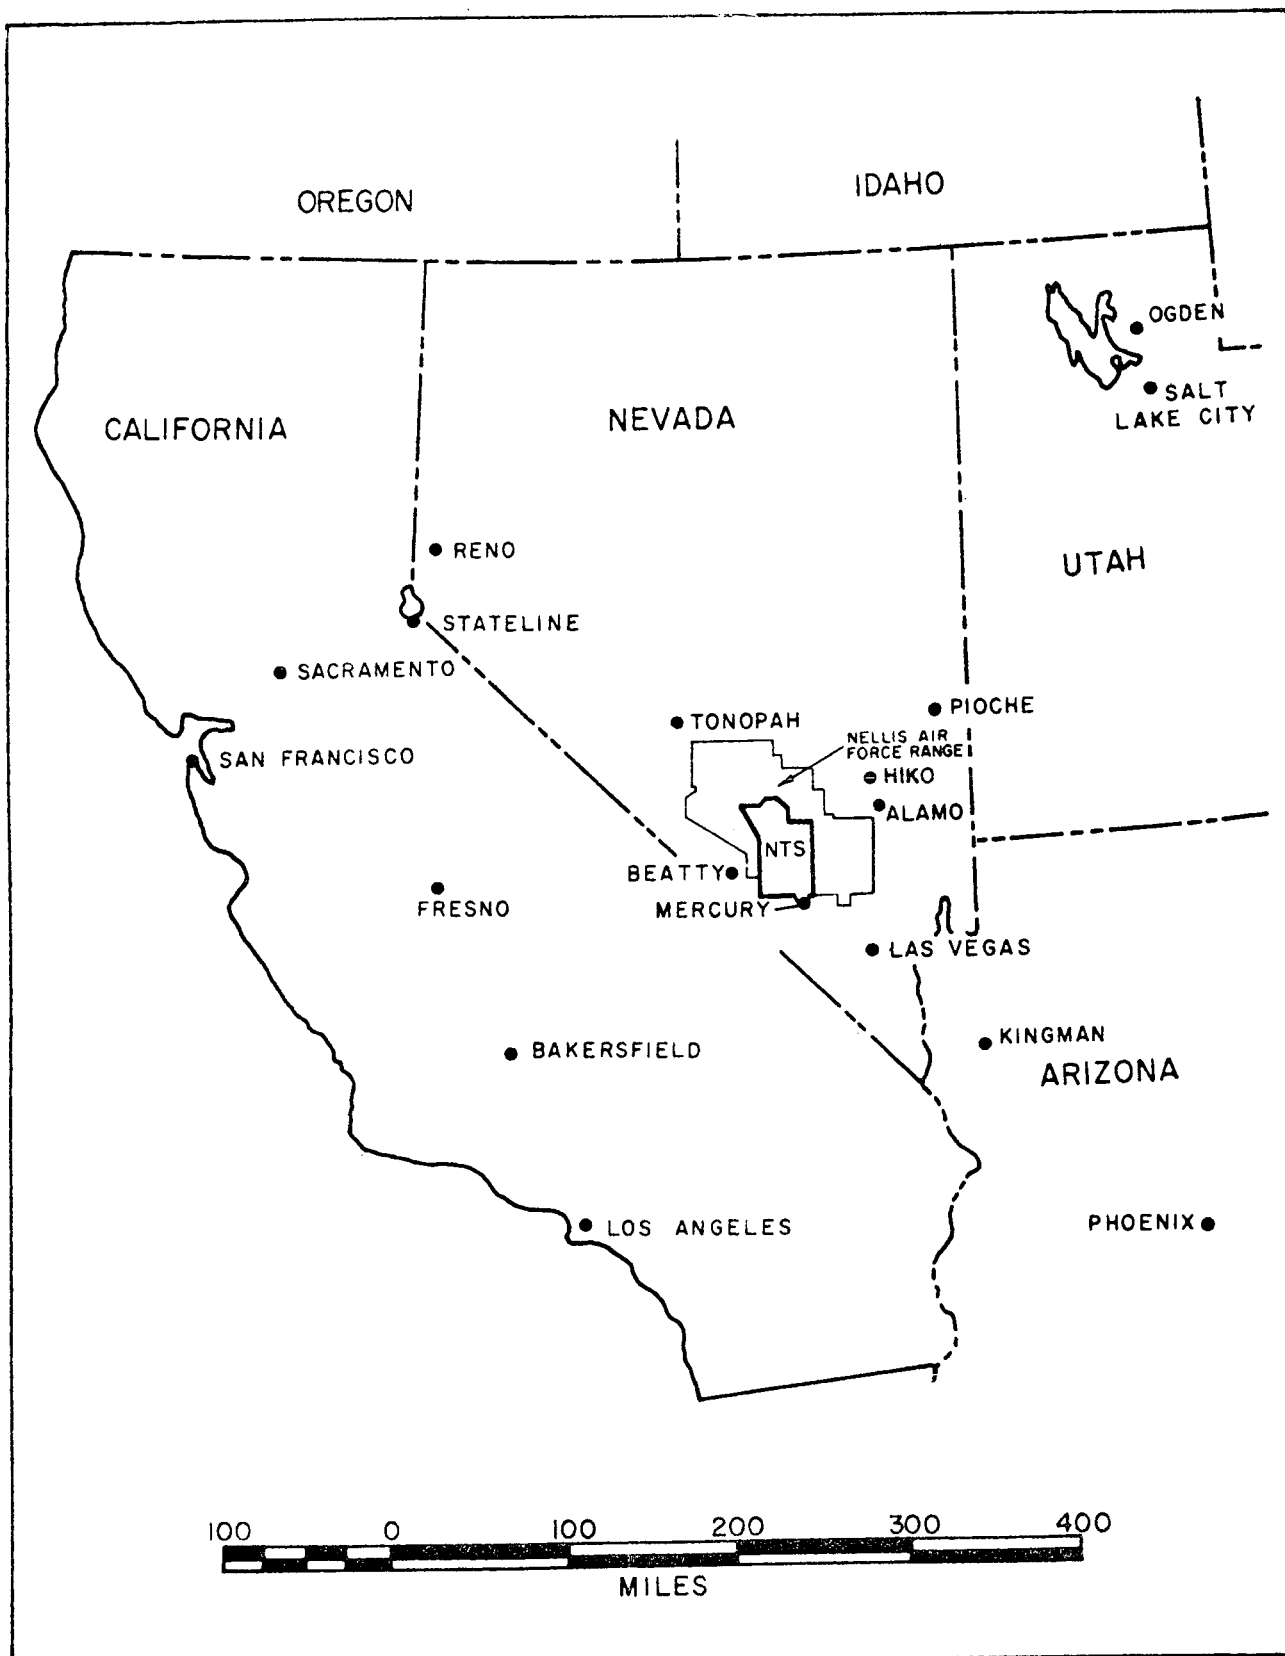 OREGON
IDAHO
OGDEN
SALT
LAKE CITY
CALIFORNIA
NEVADA
UTAH
RENO
STATELINE
SACRAMENTO
TONOPAH
PIOCHE
NELLIS AIR
FORCE RANGE
SAN FRANCISCO
HIKO
ALAMO
NTS
BEATTY
FRESNO
MERCURY
LAS VEGAS
KINGMAN
BAKERSFIELD
ARIZONA
LOS ANGELES
PHOENIX
100 0 100 200 300 400
MILES